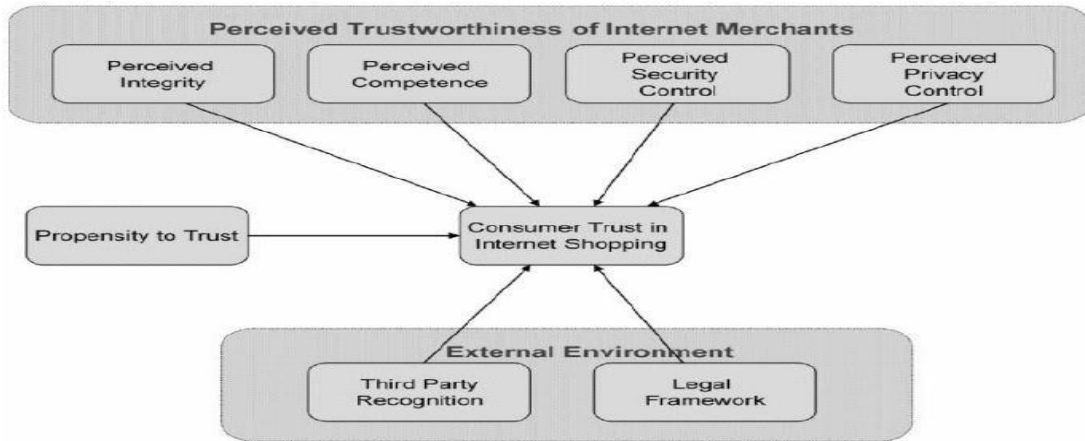 Perceived Trustworthiness of Internet Merchants
Perceived
Integrity
Perceived
Competence
Perceived
Security
Control
Perceived
Privacy
Control
Propensity to Trust
Consumer Trust in
Internet Shopping
External Environment
Third Party
Recognition
Legal
Framework